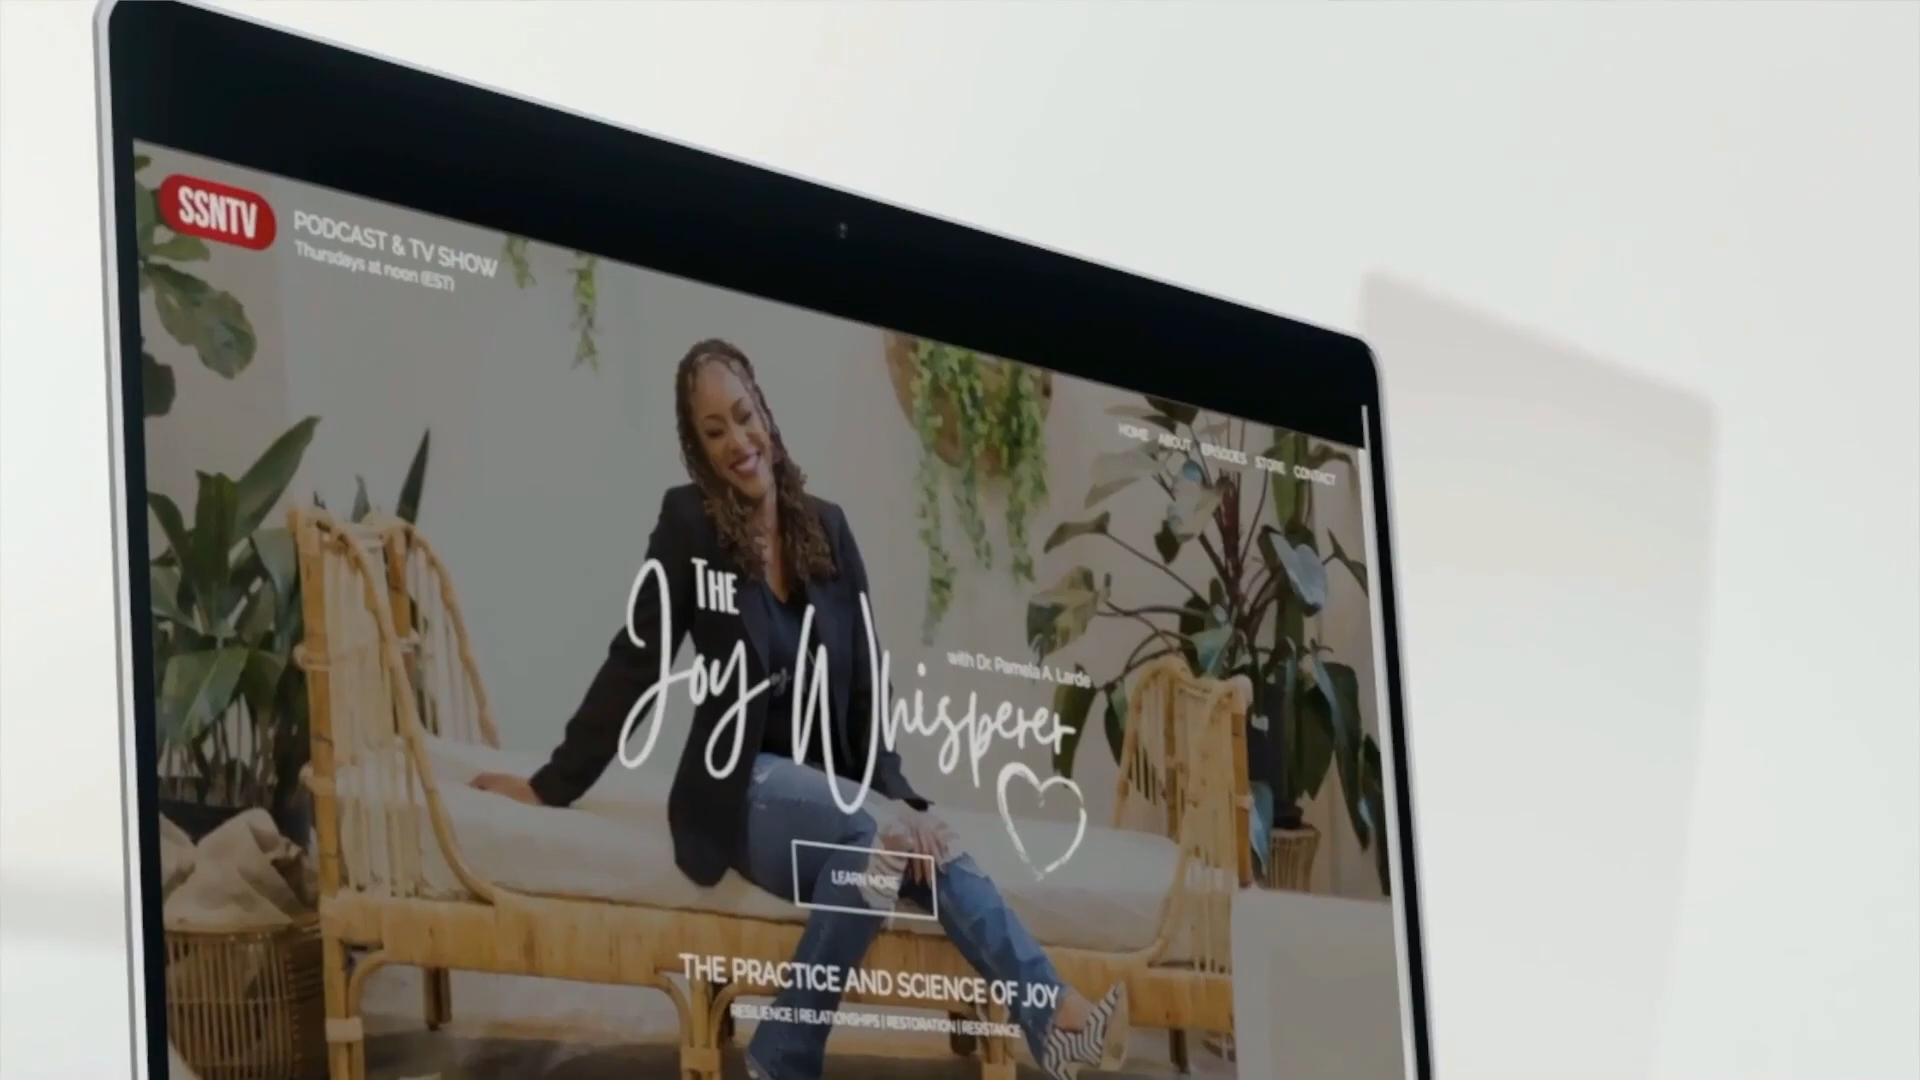 SSNTV
PODCAST & TV SHOW
Thursdays at noon (EST)
HOME ABOUT EPISODES STORE CONTACT
THE
Joy Whisperer
with Dr. Pamela A. Larde
LEARN MORE
THE PRACTICE AND SCIENCE OF JOY
RESILIENCE | RELATIONSHIPS | RESTORATION | RESISTANCE